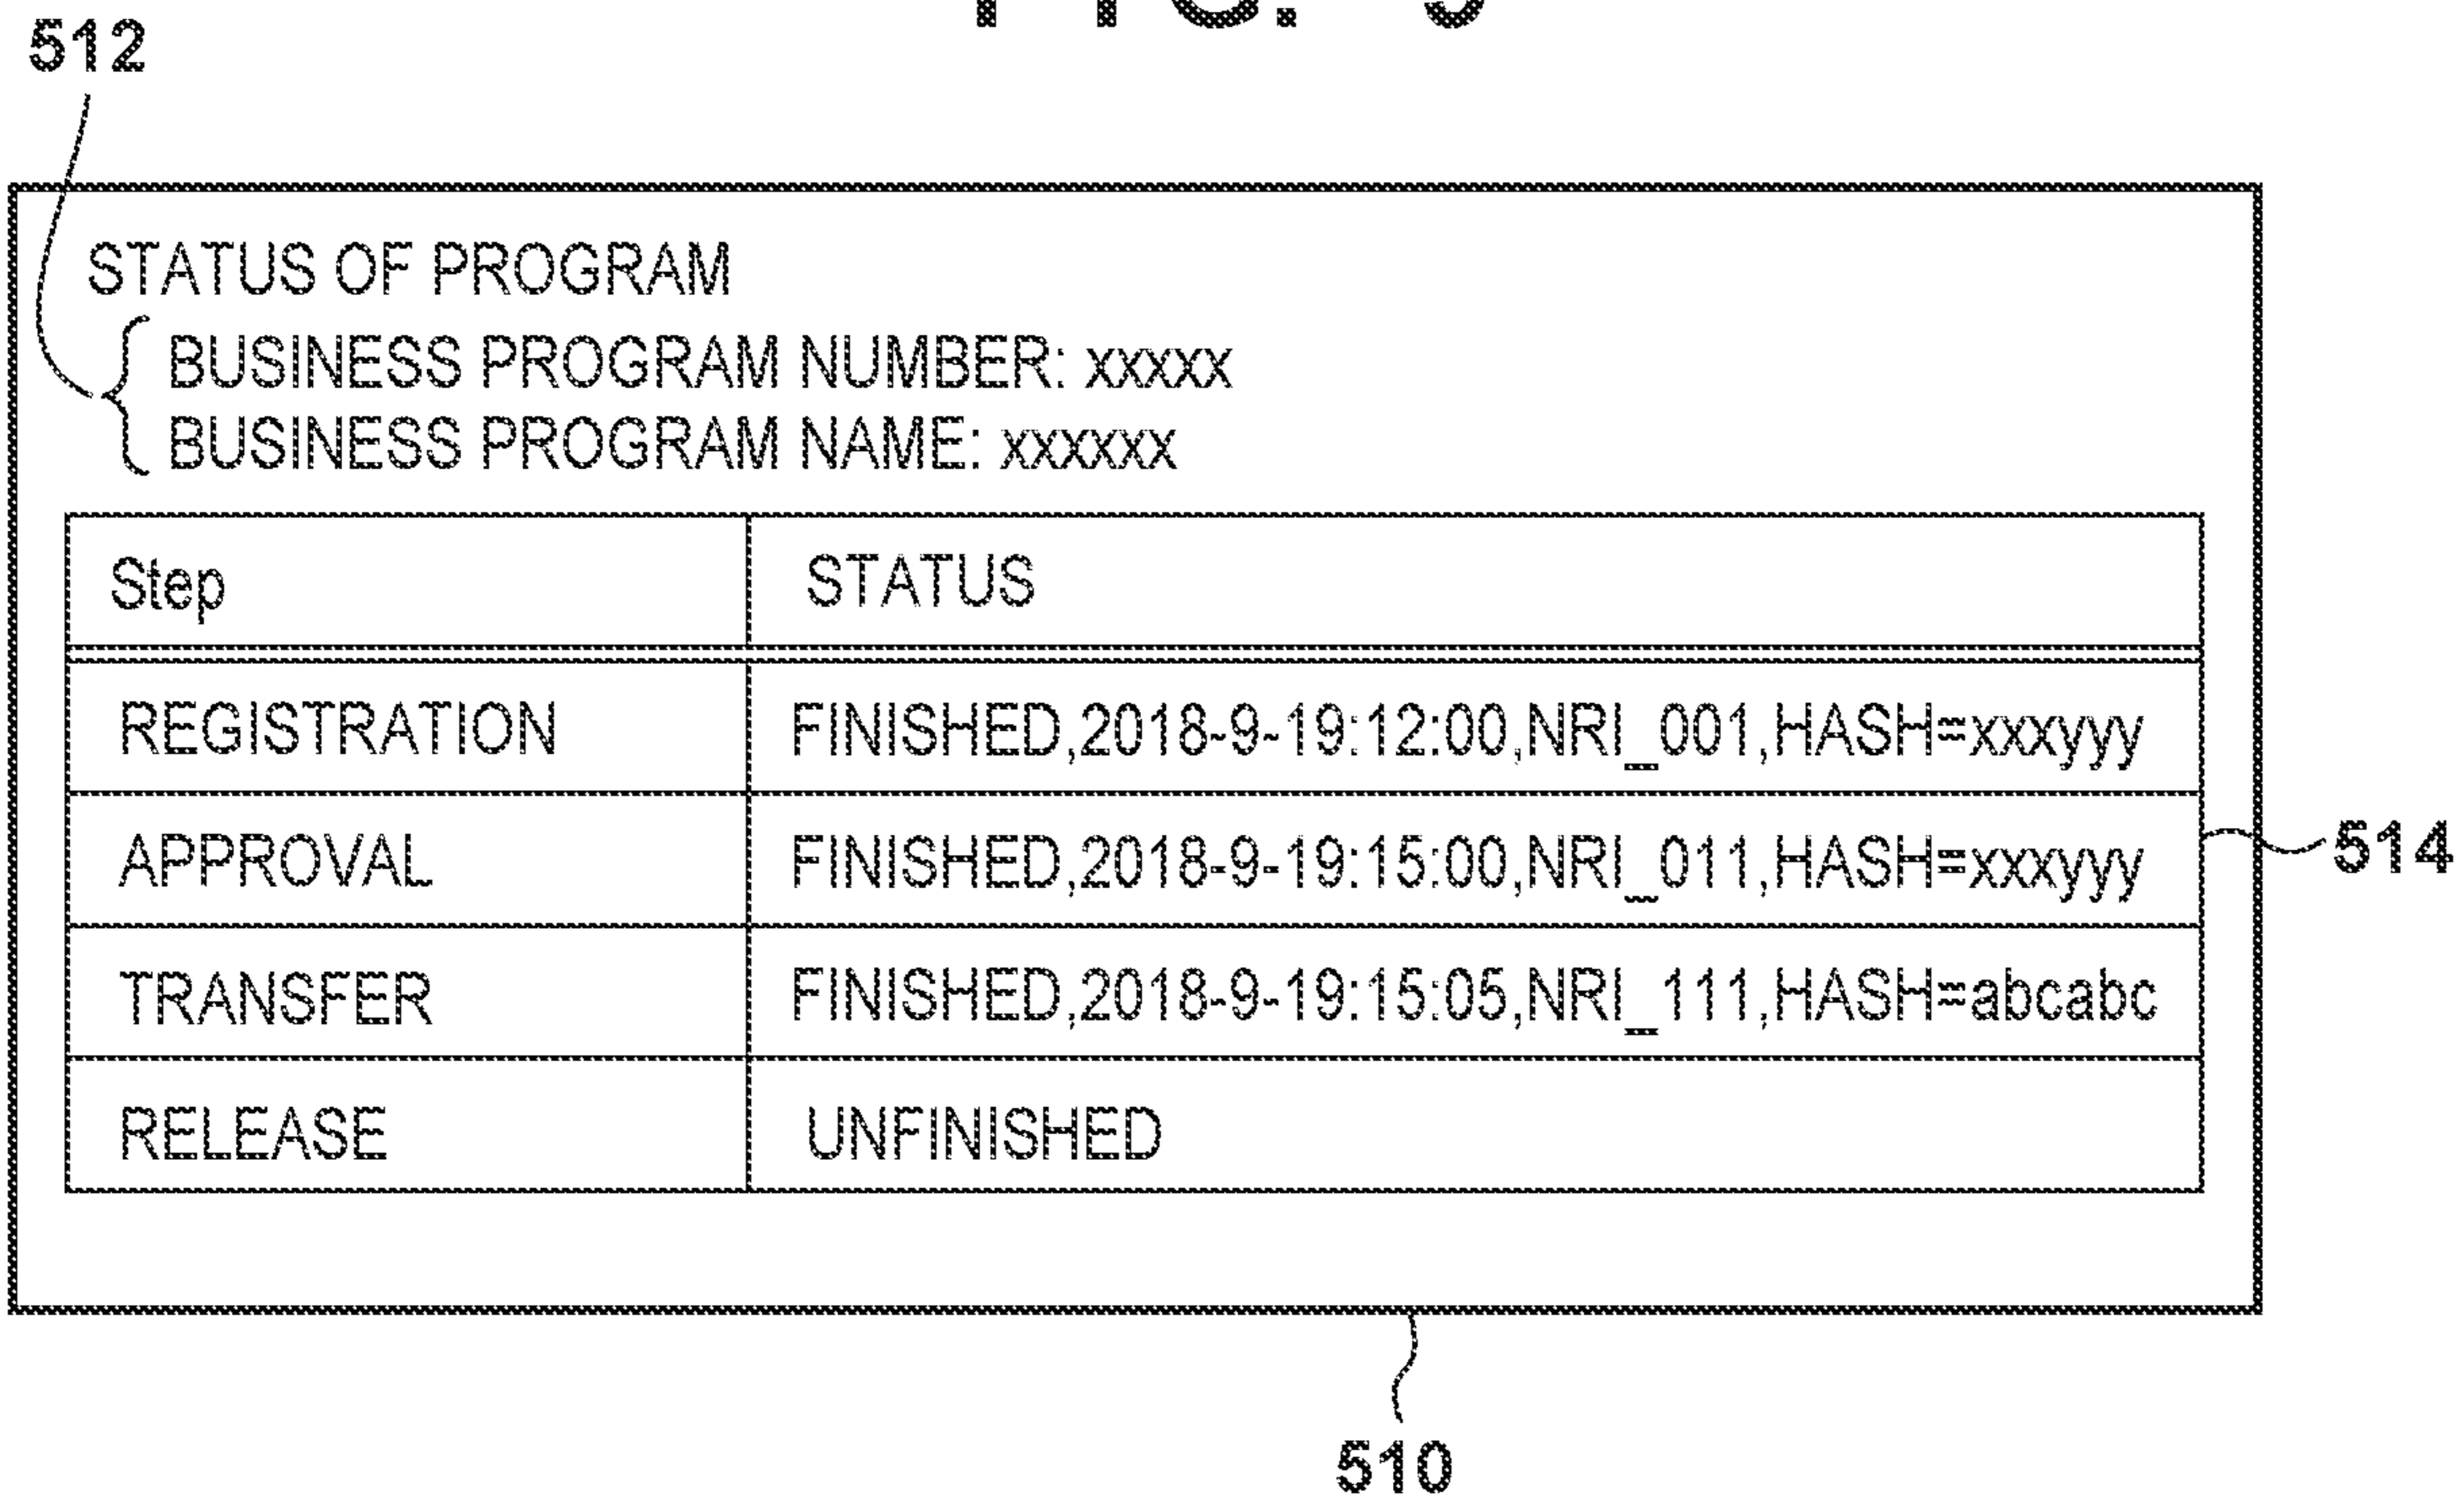 512
STATUS OF PROGRAM
BUSINESS PROGRAM NUMBER: xxxxx
BUSINESS PROGRAM NAME: xxxxxx
Step STATUS
REGISTRATION FINISHED,2018-9-19:12:00,NRI_001,HASH=xxxyyy
APPROVAL FINISHED,2018-9-19:15:00,NRI_011,HASH=xxxyyy
514
TRANSFER FINISHED,2018-9-19:15:05,NRI_111,HASH=abcabc
RELEASE UNFINISHED
510